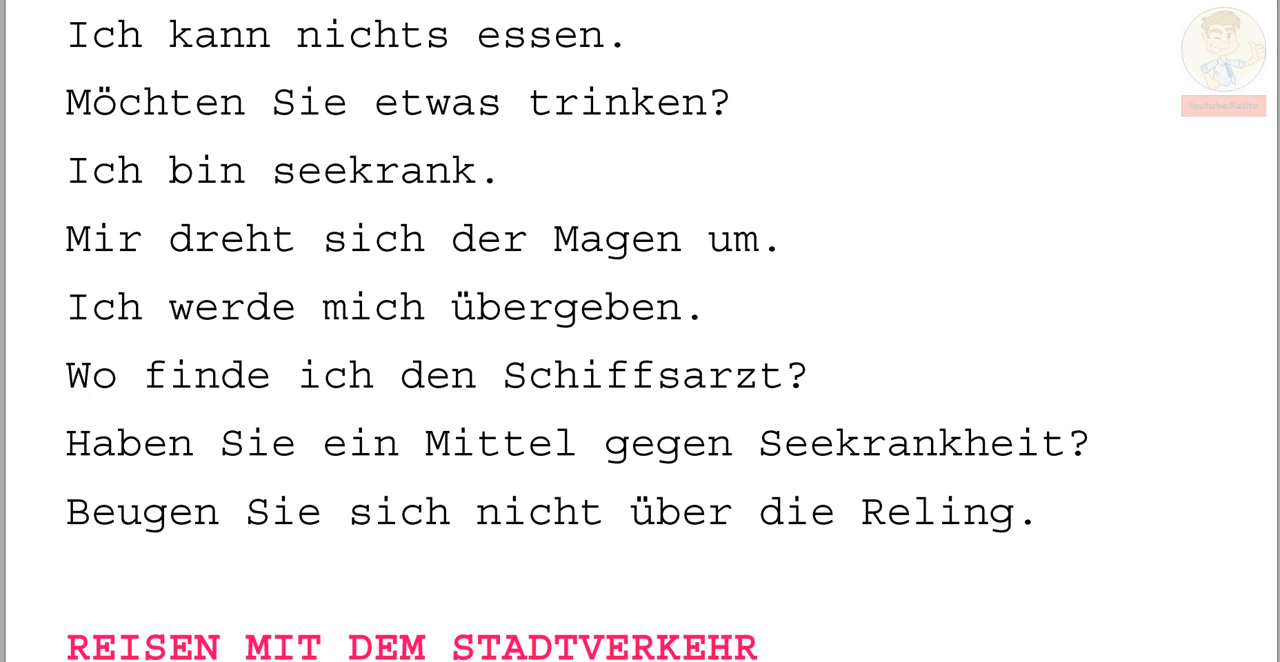 Ich kann nichts essen.
Möchten Sie etwas trinken?
Ich bin seekrank.
Mir dreht sich der Magen um.
Ich werde mich übergeben.
Wo finde ich den Schiffsarzt?
Haben Sie ein Mittel gegen Seekrankheit?
Beugen Sie sich nicht über die Reling.
REISEN MIT DEM STADTVERKEHR